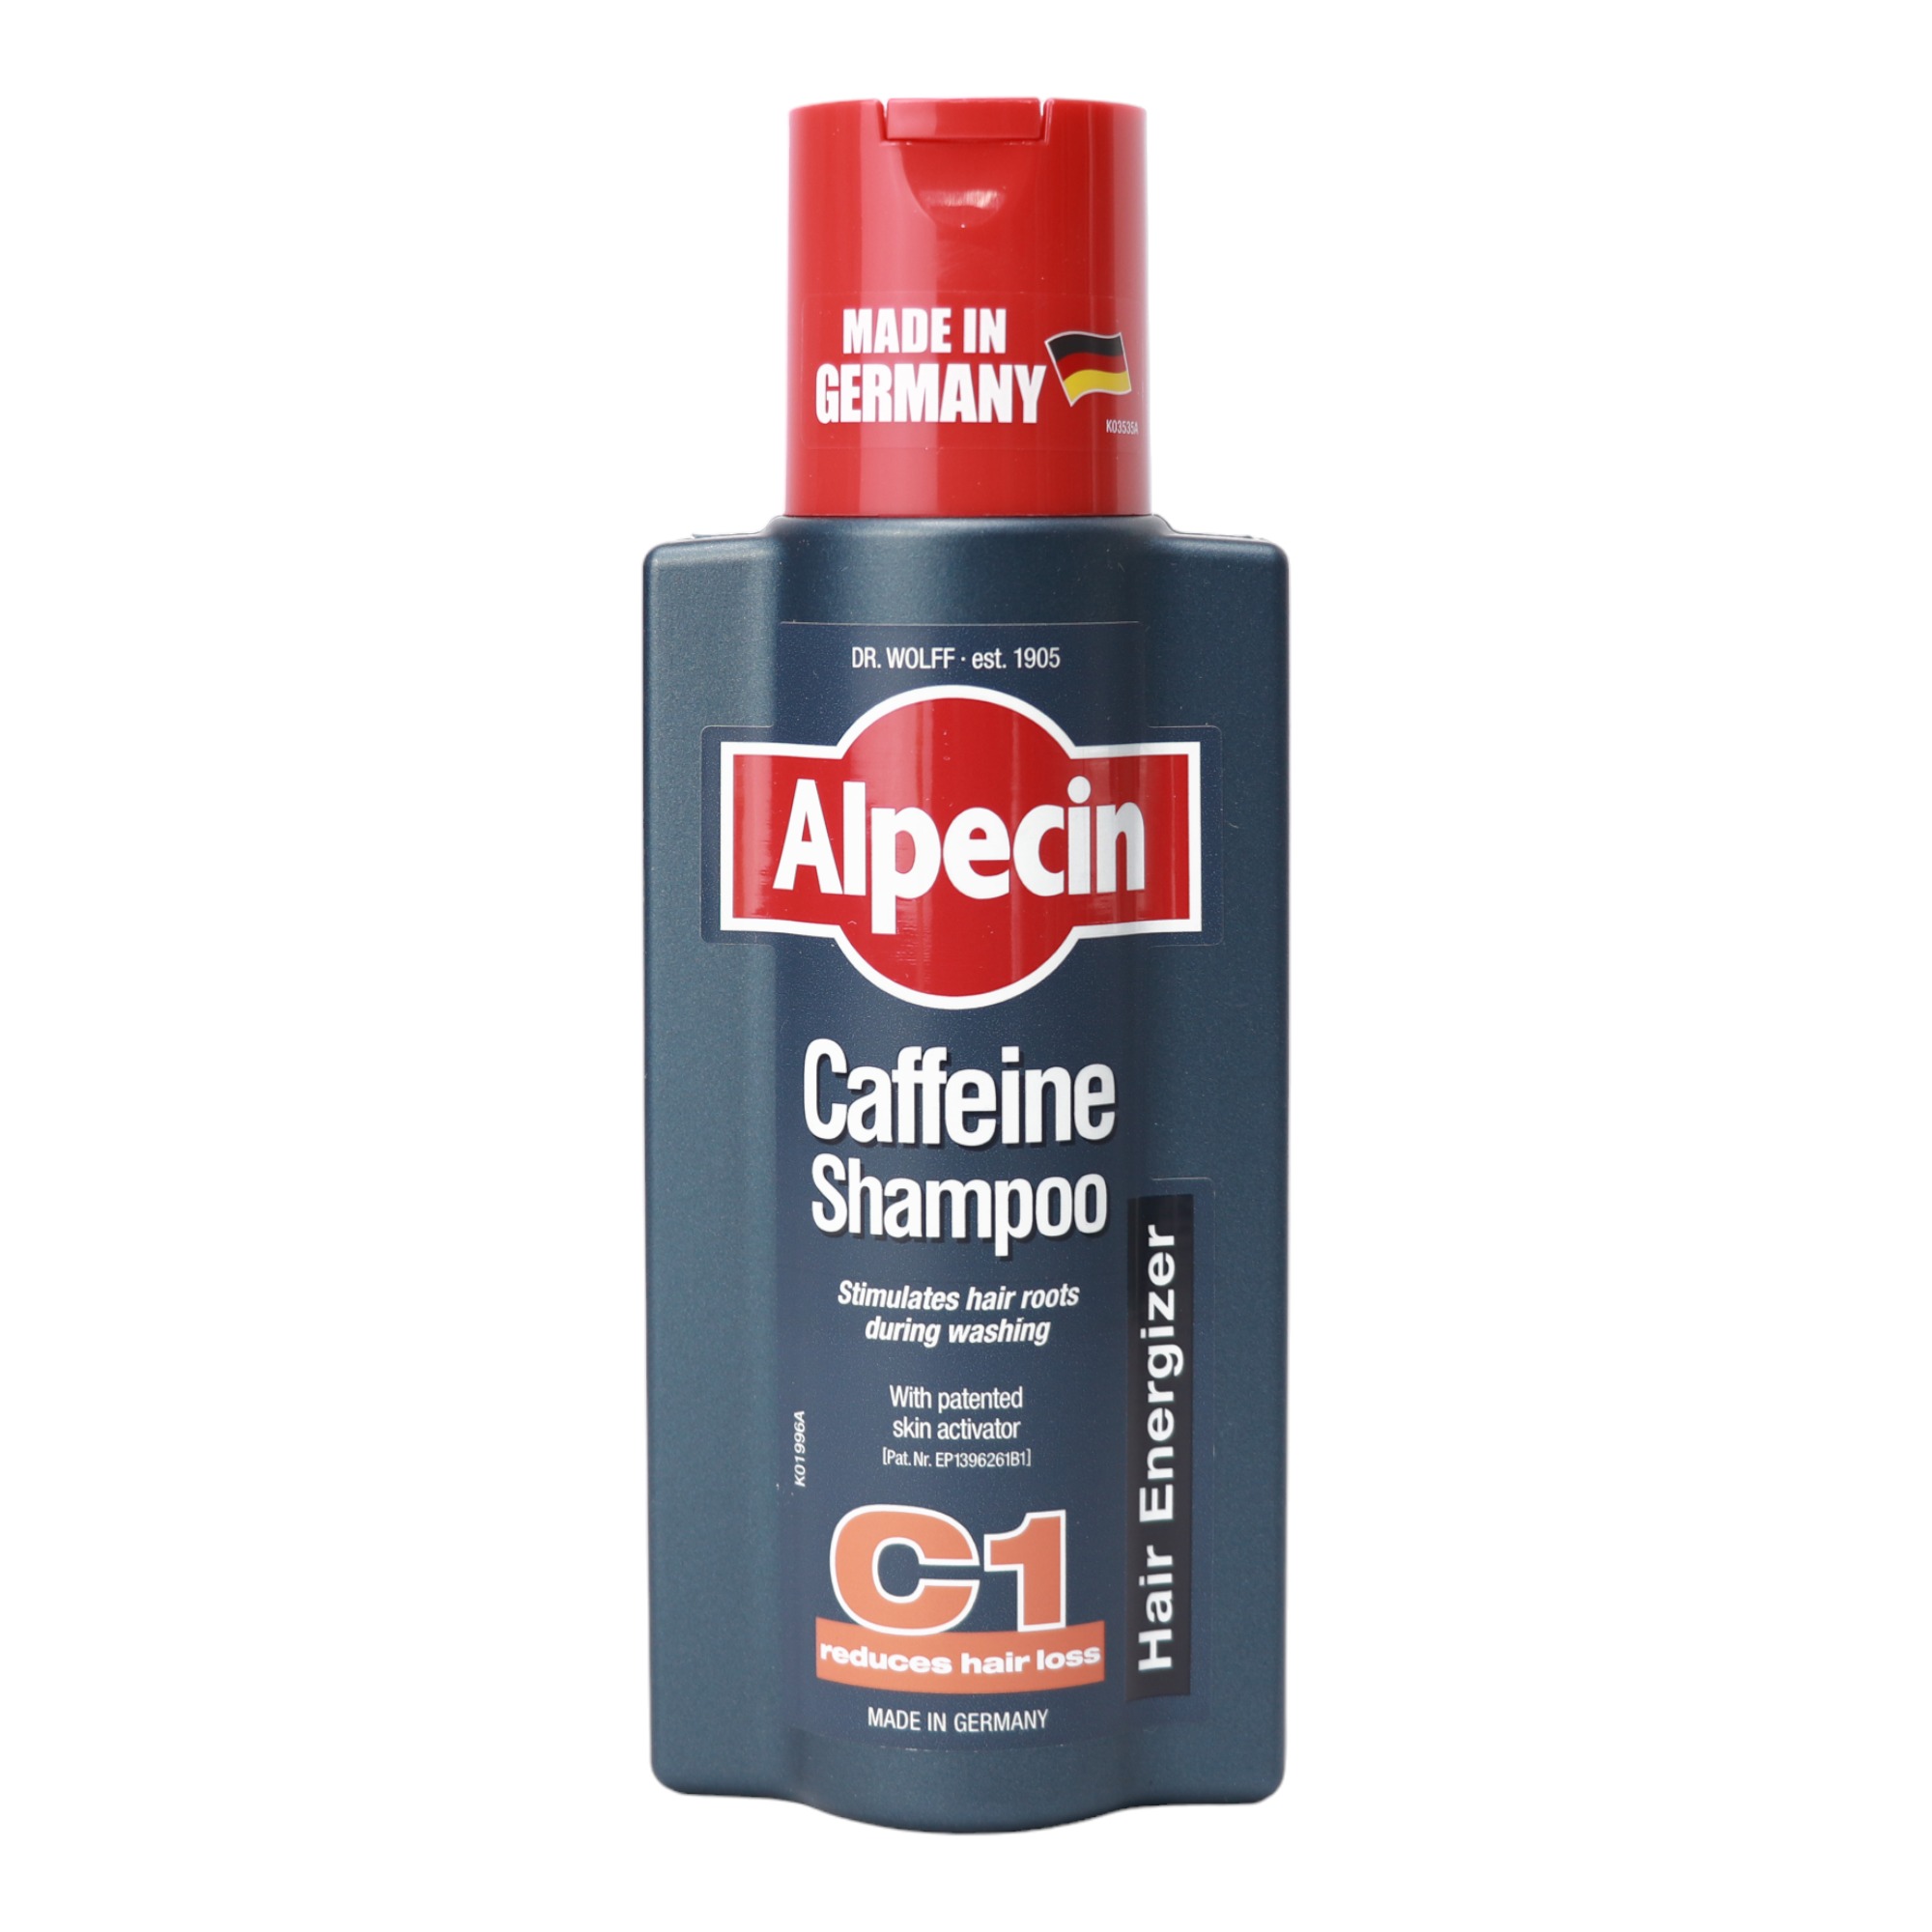 MADE IN
GERMANY
K03535A
DR. WOLFF · est. 1905
Alpecin
Caffeine
Shampoo
Stimulates hair roots
during washing
With patented
skin activator
[Pat. Nr. EP1396261B1]
K01996A
C1
reduces hair loss
Hair Energizer
MADE IN GERMANY